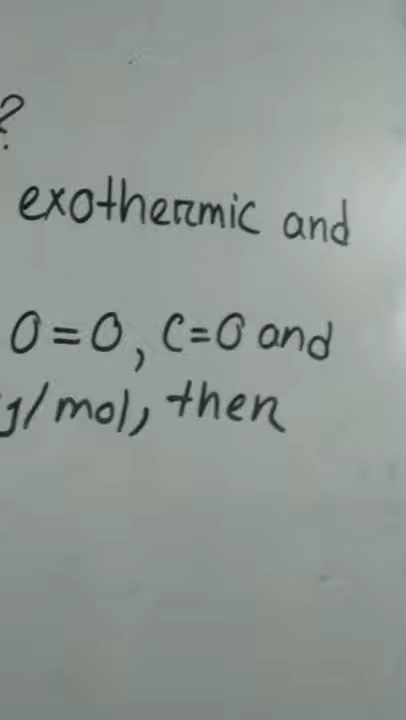 ?
exothermic and
O=O, C=O and
J/mol, then